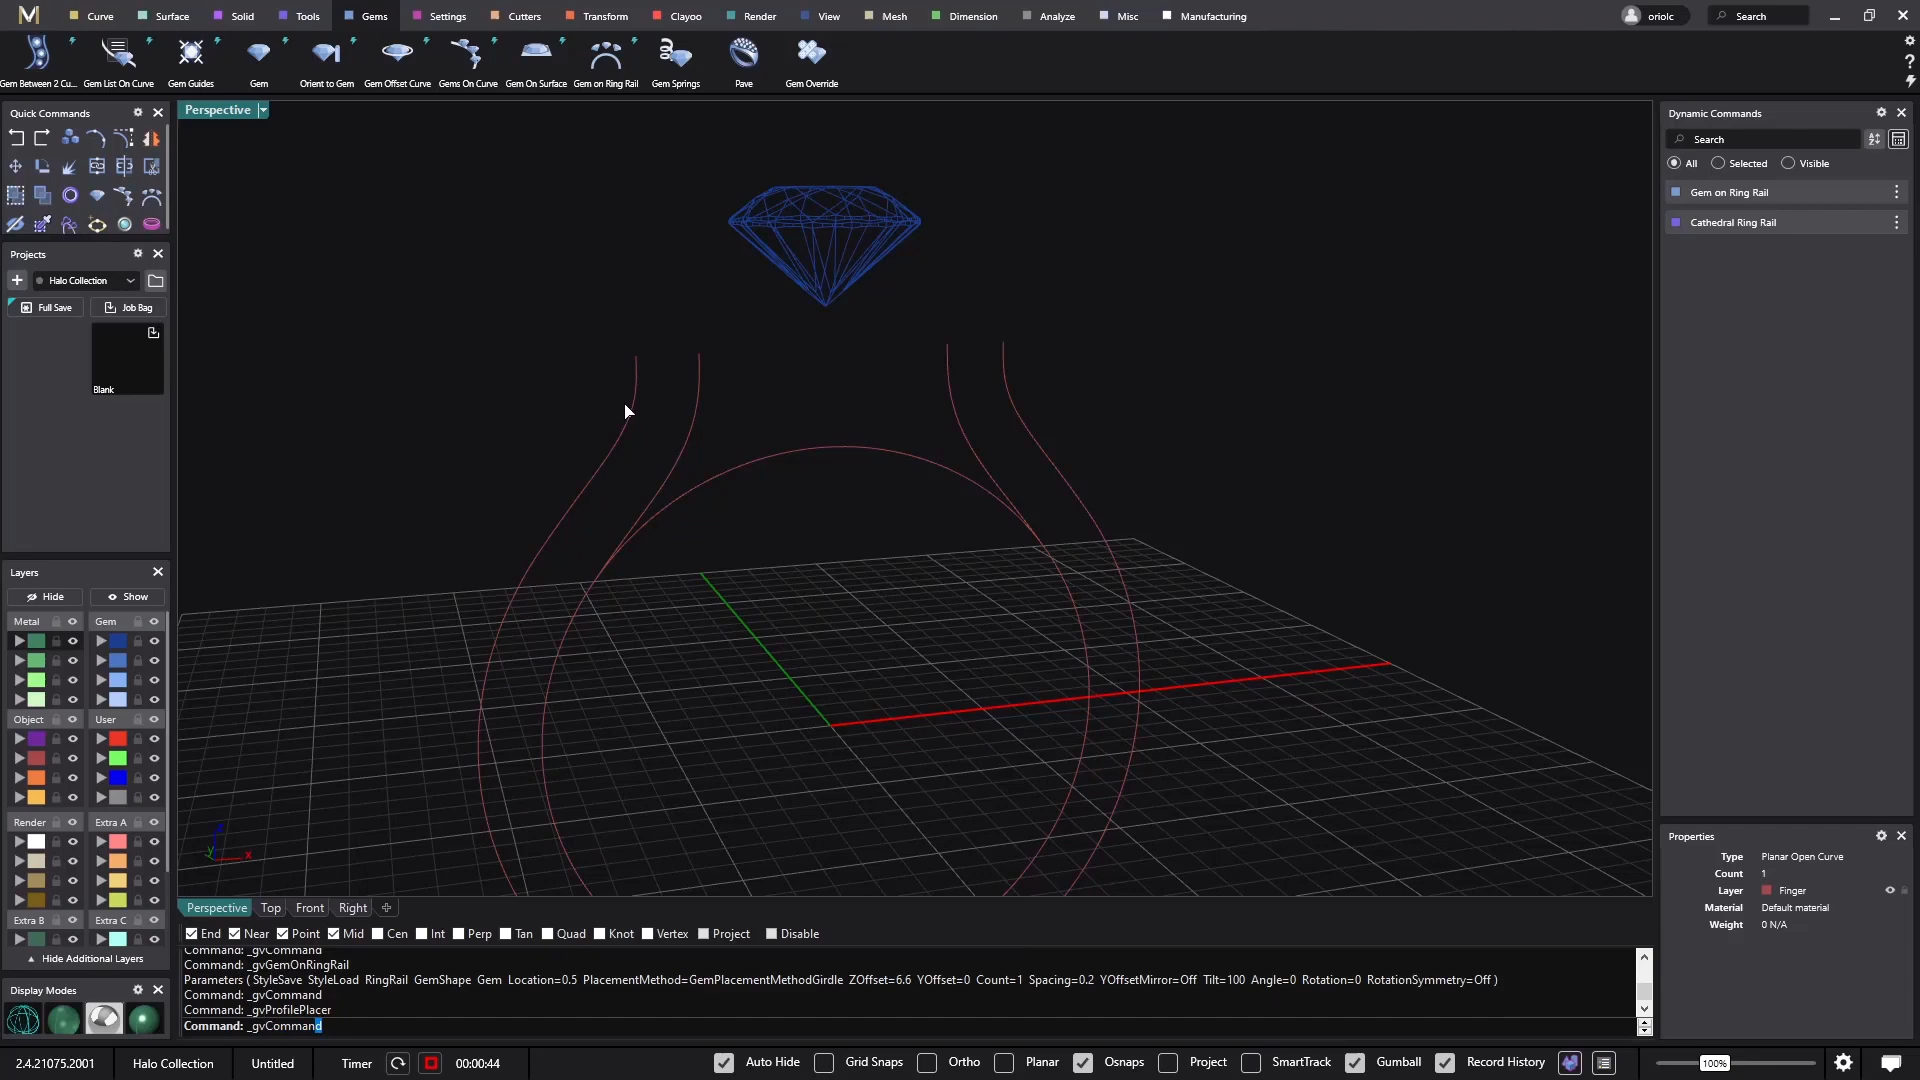 M Curve Surface Solid Tools Gems Settings Cutters Transform Clayoo Render View Mesh Dimension Analyze Misc Manufacturing oriolc Search
Gem Between 2 Cu... Gem List On Curve Gem Guides Gem Orient to Gem Gem Offset Curve Gems On Curve Gem On Surface Gem on Ring Rail Gem Springs Pave Gem Override
Quick Commands
Projects
Halo Collection
Full Save Job Bag
Blank
Layers
Hide Show
Metal Gem
Object User
Render Extra A
Extra B Extra C
Hide Additional Layers
Display Modes
Perspective
x
y
Perspective Top Front Right
End Near Point Mid Cen Int Perp Tan Quad Knot Vertex Project Disable
Command: _gvCommand
Command: _gvGemOnRingRail
Parameters ( StyleSave StyleLoad RingRail GemShape Gem Location=0.5 PlacementMethod=GemPlacementMethodGirdle ZOffset=6.6 YOffset=0 Count=1 Spacing=0.2 YOffsetMirror=Off Tilt=100 Angle=0 Rotation=0 RotationSymmetry=Off )
Command: _gvCommand
Command: _gvProfilePlacer
Command: _gvCommand
Dynamic Commands
Search
All Selected Visible
Gem on Ring Rail
Cathedral Ring Rail
Properties
Type Planar Open Curve
Count 1
Layer Finger
Material Default material
Weight 0 N/A
2.4.21075.2001 Halo Collection Untitled Timer 00:00:44 Auto Hide Grid Snaps Ortho Planar Osnaps Project SmartTrack Gumball Record History 100%